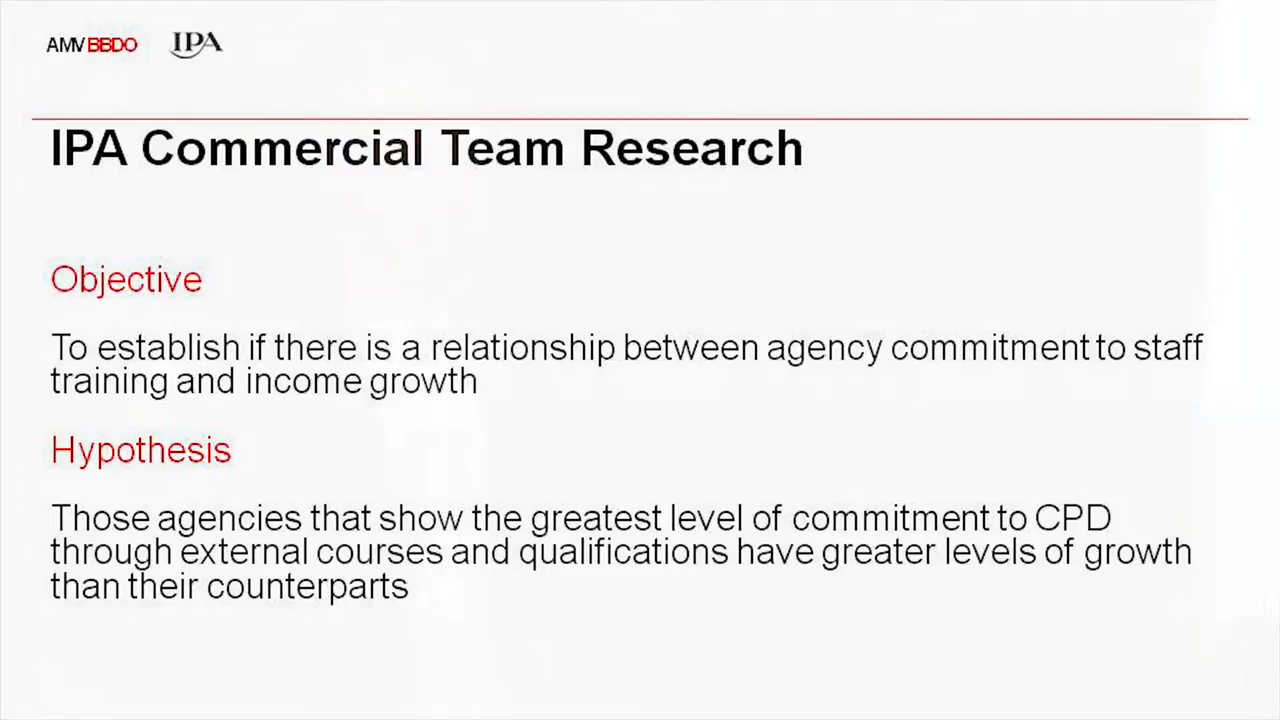 AMV BBDO IPA
IPA Commercial Team Research
Objective
To establish if there is a relationship between agency commitment to staff
training and income growth
Hypothesis
Those agencies that show the greatest level of commitment to CPD
through external courses and qualifications have greater levels of growth
than their counterparts